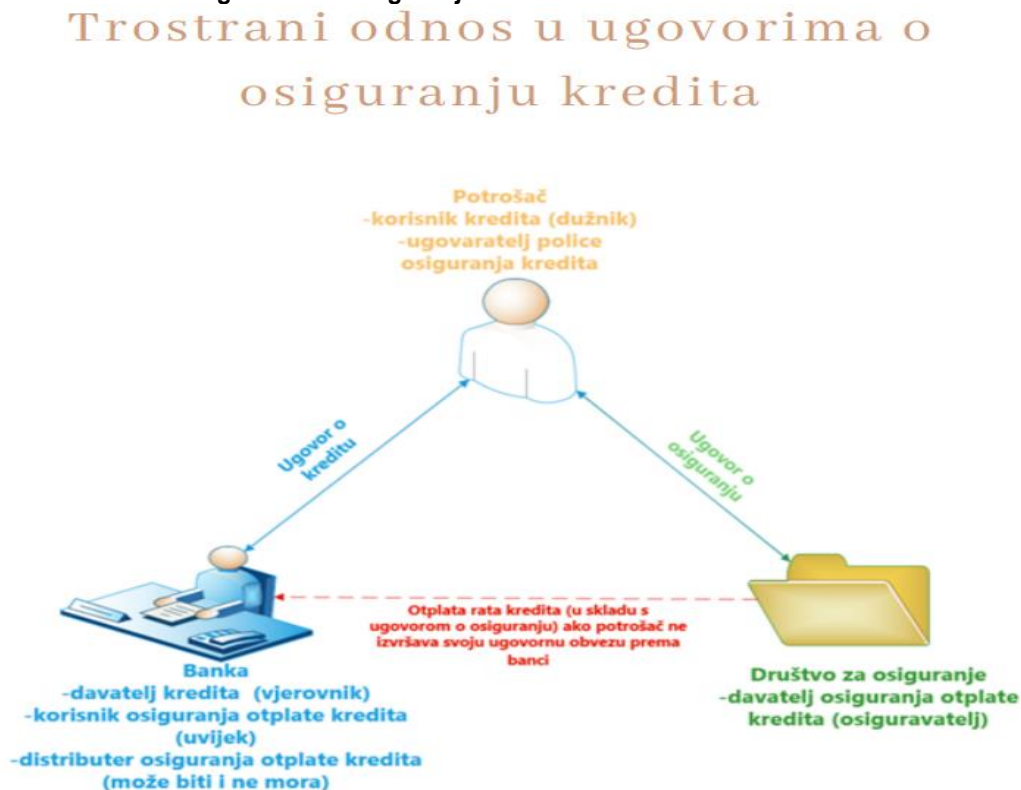 Trostrani odnos u ugovorima o
osiguranju kredita
Potrošač
-korisnik kredita (dužnik)
-ugovaratelj police
osiguranja kredita
Ugovor o
kreditu
Ugovor o
osiguranju
Otplata rata kredita (u skladu s
ugovorom o osiguranju) ako potrošač ne
izvršava svoju ugovornu obvezu prema
banci
Banka
-davatelj kredita (vjerovnik)
-korisnik osiguranja otplate kredita
(uvijek)
-distributer osiguranja otplate kredita
(može biti i ne mora)
Društvo za osiguranje
-davatelj osiguranja otplate
kredita (osiguravatelj)